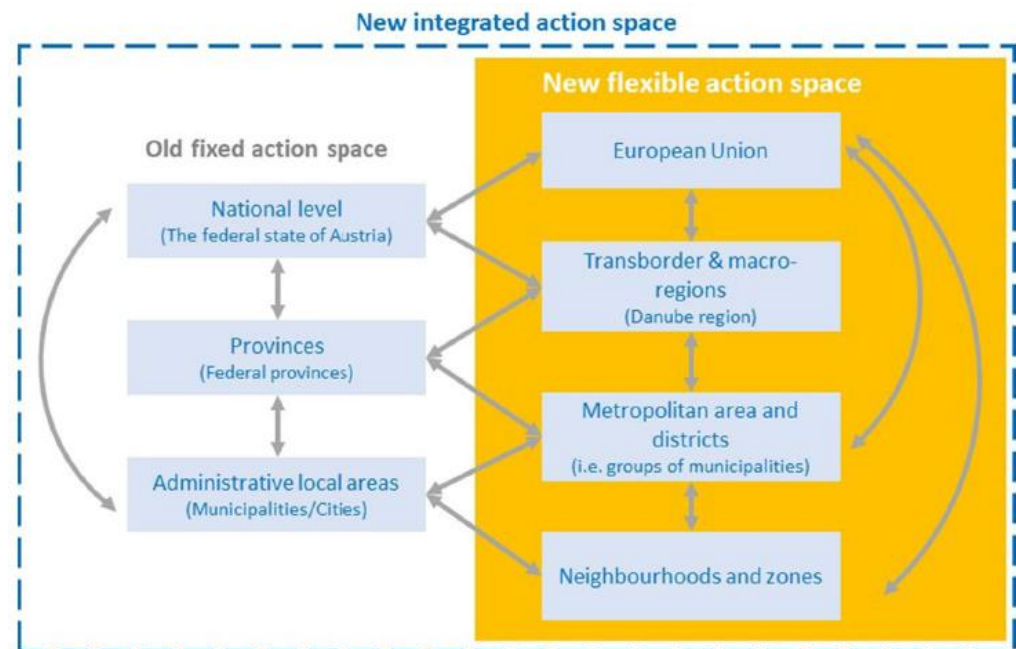 New integrated action space
New flexible action space
Old fixed action space
National level
(The federal state of Austria)
Provinces
(Federal provinces)
Administrative local areas
(Municipalities/Cities)
European Union
Transborder & macro-
regions
(Danube region)
Metropolitan area and
districts
(i.e. groups of municipalities)
Neighbourhoods and zones